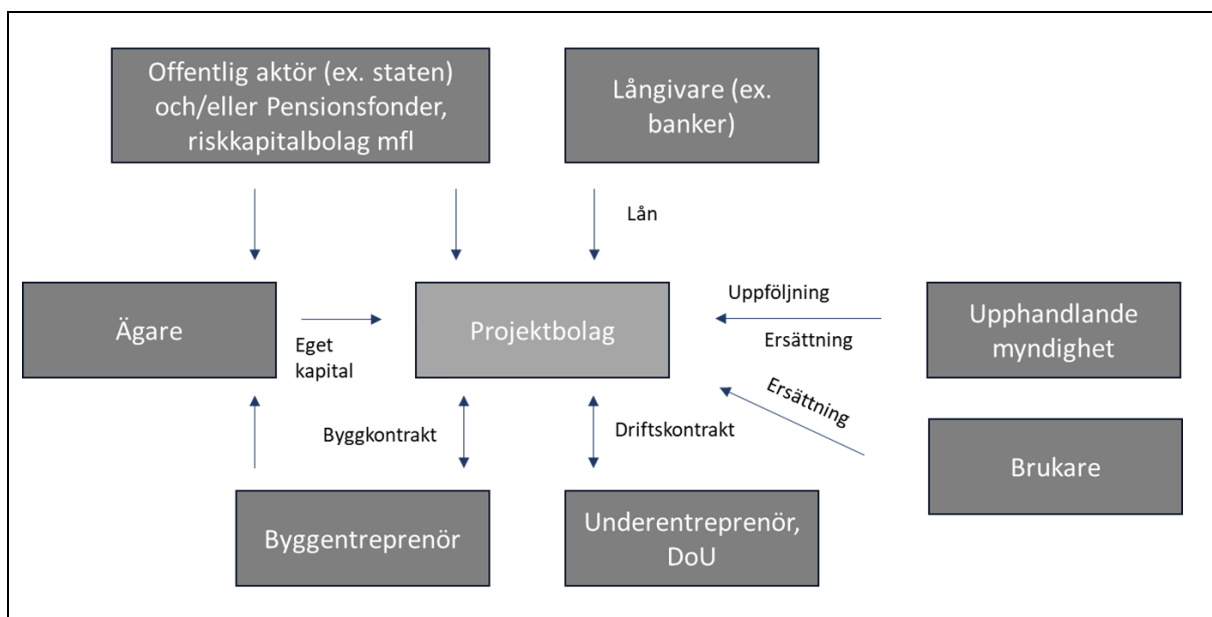 Offentlig aktör (ex. staten)
och/eller Pensionsfonder,
riskkapitalbolag mfl
Långivare (ex.
banker)
Lån
Ägare
Eget
kapital
Projektbolag
Uppföljning
Ersättning
Upphandlande
myndighet
Ersättning
Byggkontrakt
Driftskontrakt
Brukare
Byggentreprenör
Underentreprenör,
DoU